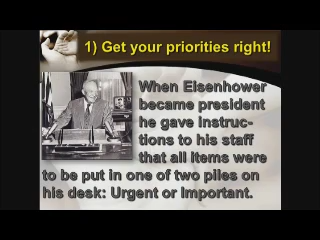 1) Get your priorities right!
When Eisenhower
became president
he gave instruc-
tions to his staff
that all items were
to be put in one of two piles on
his desk: Urgent or Important.